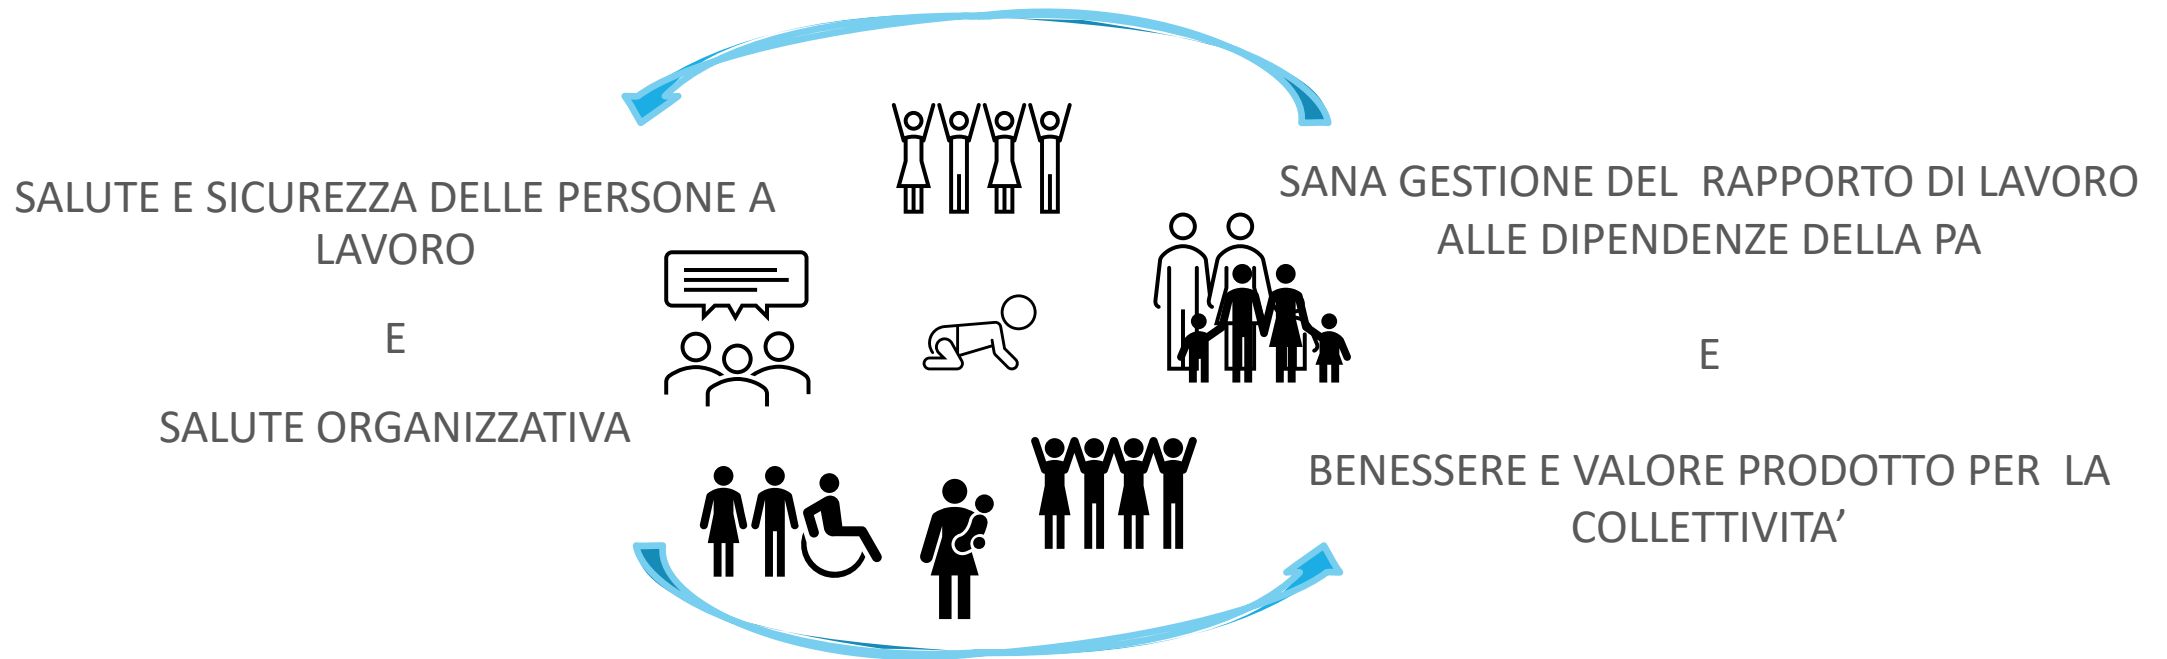 SALUTE E SICUREZZA DELLE PERSONE A
LAVORO
E
SALUTE ORGANIZZATIVA
SANA GESTIONE DEL  RAPPORTO DI LAVORO
ALLE DIPENDENZE DELLA PA
E
BENESSERE E VALORE PRODOTTO PER  LA
COLLETTIVITA’